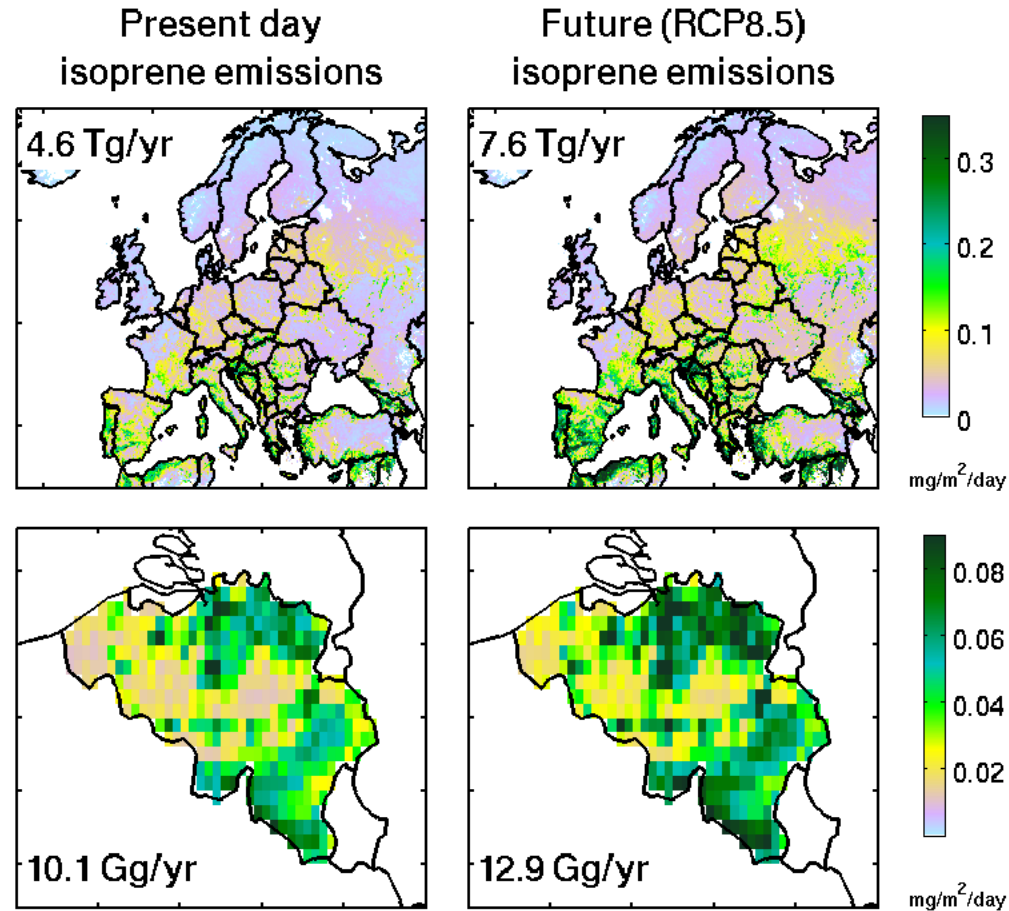 Present day
isoprene emissions
Future (RCP8.5)
isoprene emissions
4.6 Tg/yr
7.6 Tg/yr
0.3
0.2
0.1
0
mg/m²/day
10.1 Gg/yr
12.9 Gg/yr
0.08
0.06
0.04
0.02
mg/m²/day